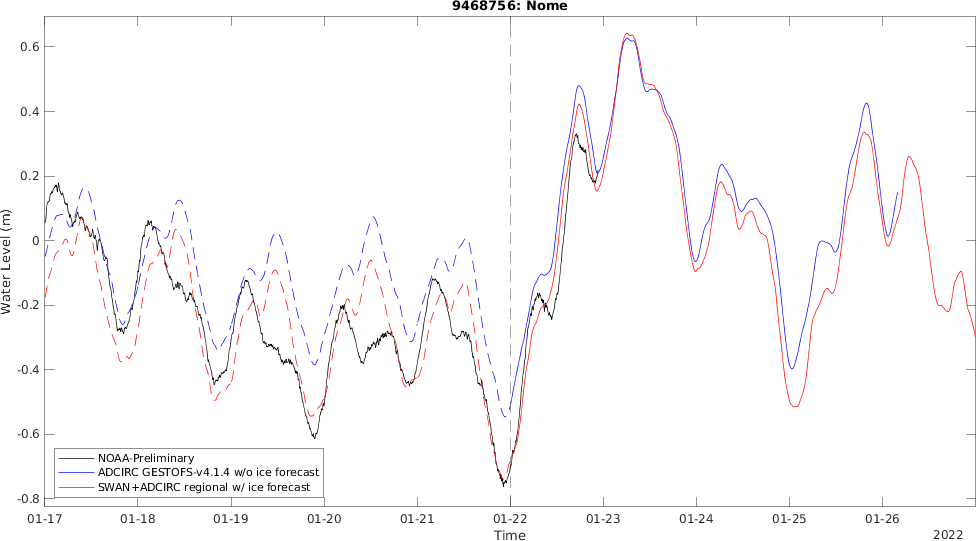 9468756: Nome
Water Level (m)
0.6
0.4
0.2
0
-0.2
-0.4
-0.6
-0.8
NOAA-Preliminary
ADCIRC GESTOFS-v4.1.4 w/o ice forecast
SWAN+ADCIRC regional w/ ice forecast
01-17 01-18 01-19 01-20 01-21 01-22 01-23 01-24 01-25 01-26
Time
2022